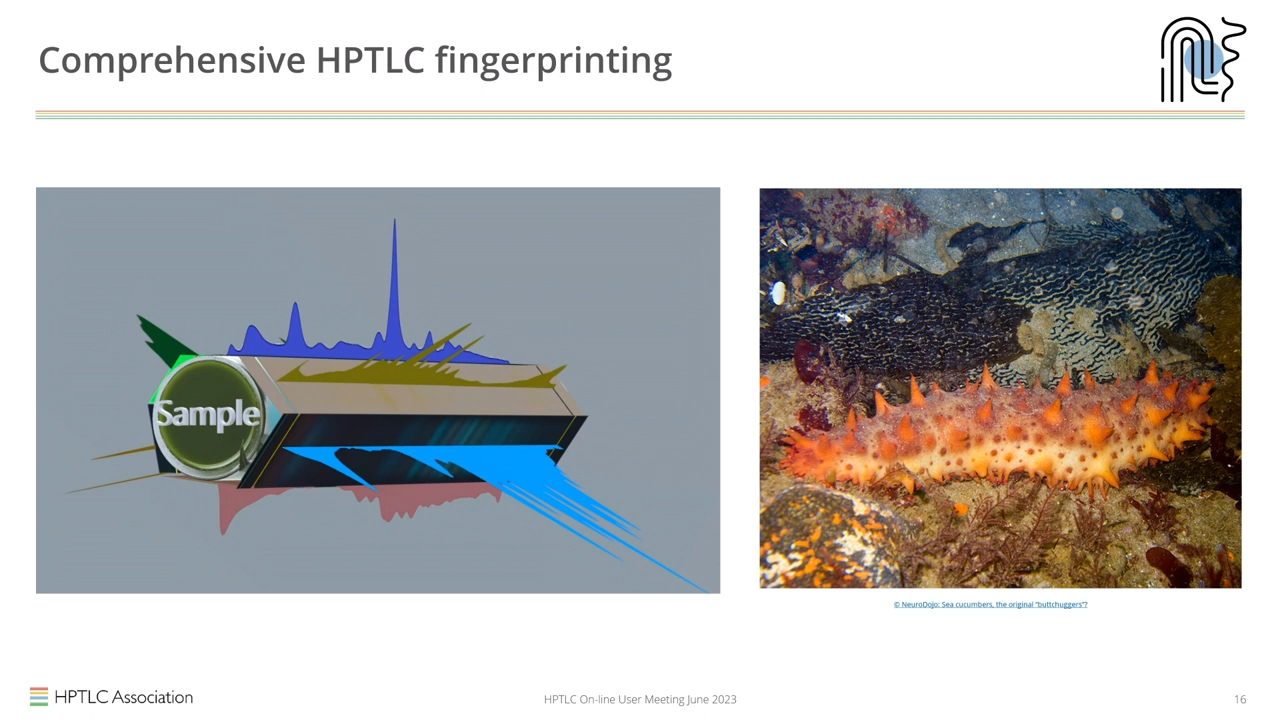 Comprehensive HPTLC fingerprinting
Sample
© NeuroDojo: Sea cucumbers, the original “buttchuggers”?
HPTLC Association
HPTLC On-line User Meeting June 2023
16